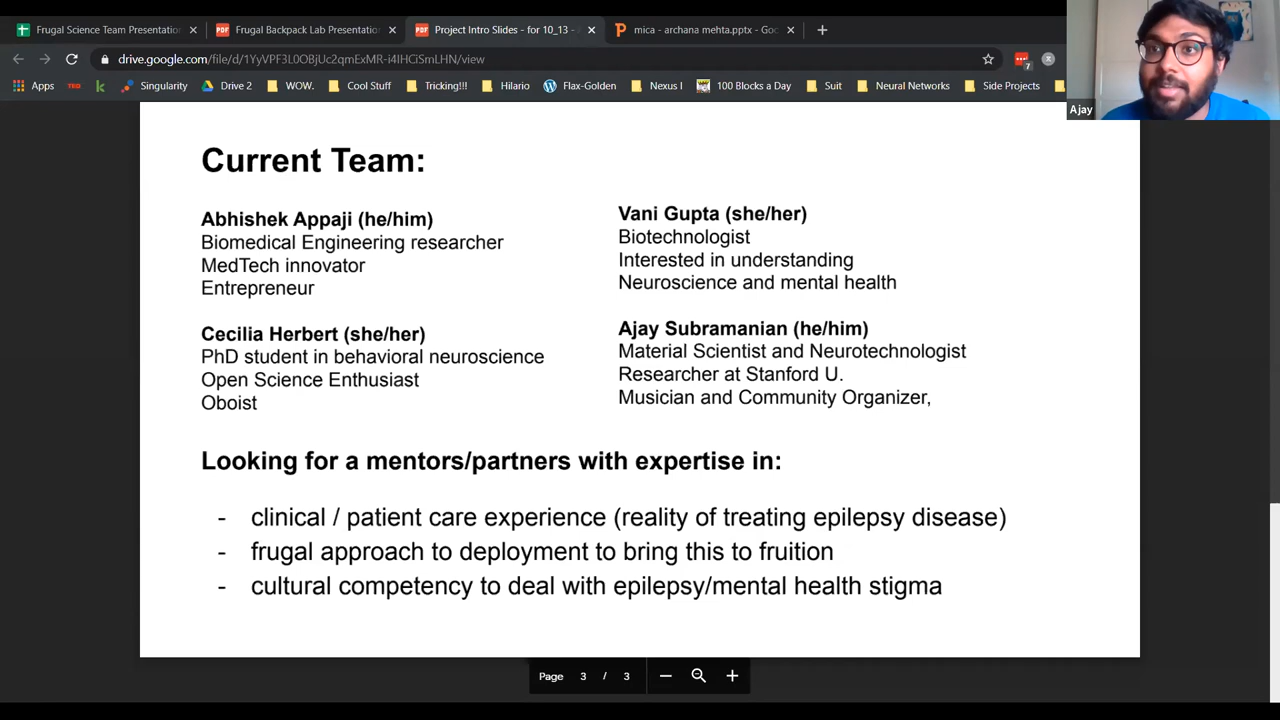 Frugal Science Team Presentation
Frugal Backpack Lab Presentation
Project Intro Slides - for 10_13 -
mica - archana mehta.pptx - Goo
drive.google.com/file/d/1YyVPF3L0OBjUc2qmExMR-i4IHCiSmLHN/view
7
Apps
TED
Singularity
Drive 2
WOW.
Cool Stuff
Tricking!!!
Hilario
Flax-Golden
Nexus I
100 Blocks a Day
Suit
Neural Networks
Side Projects
Ajay
Current Team:
Abhishek Appaji (he/him)
Biomedical Engineering researcher
MedTech innovator
Entrepreneur
Vani Gupta (she/her)
Biotechnologist
Interested in understanding
Neuroscience and mental health
Cecilia Herbert (she/her)
PhD student in behavioral neuroscience
Open Science Enthusiast
Oboist
Ajay Subramanian (he/him)
Material Scientist and Neurotechnologist
Researcher at Stanford U.
Musician and Community Organizer,
Looking for a mentors/partners with expertise in:
- clinical / patient care experience (reality of treating epilepsy disease)
- frugal approach to deployment to bring this to fruition
- cultural competency to deal with epilepsy/mental health stigma
Page 3 / 3